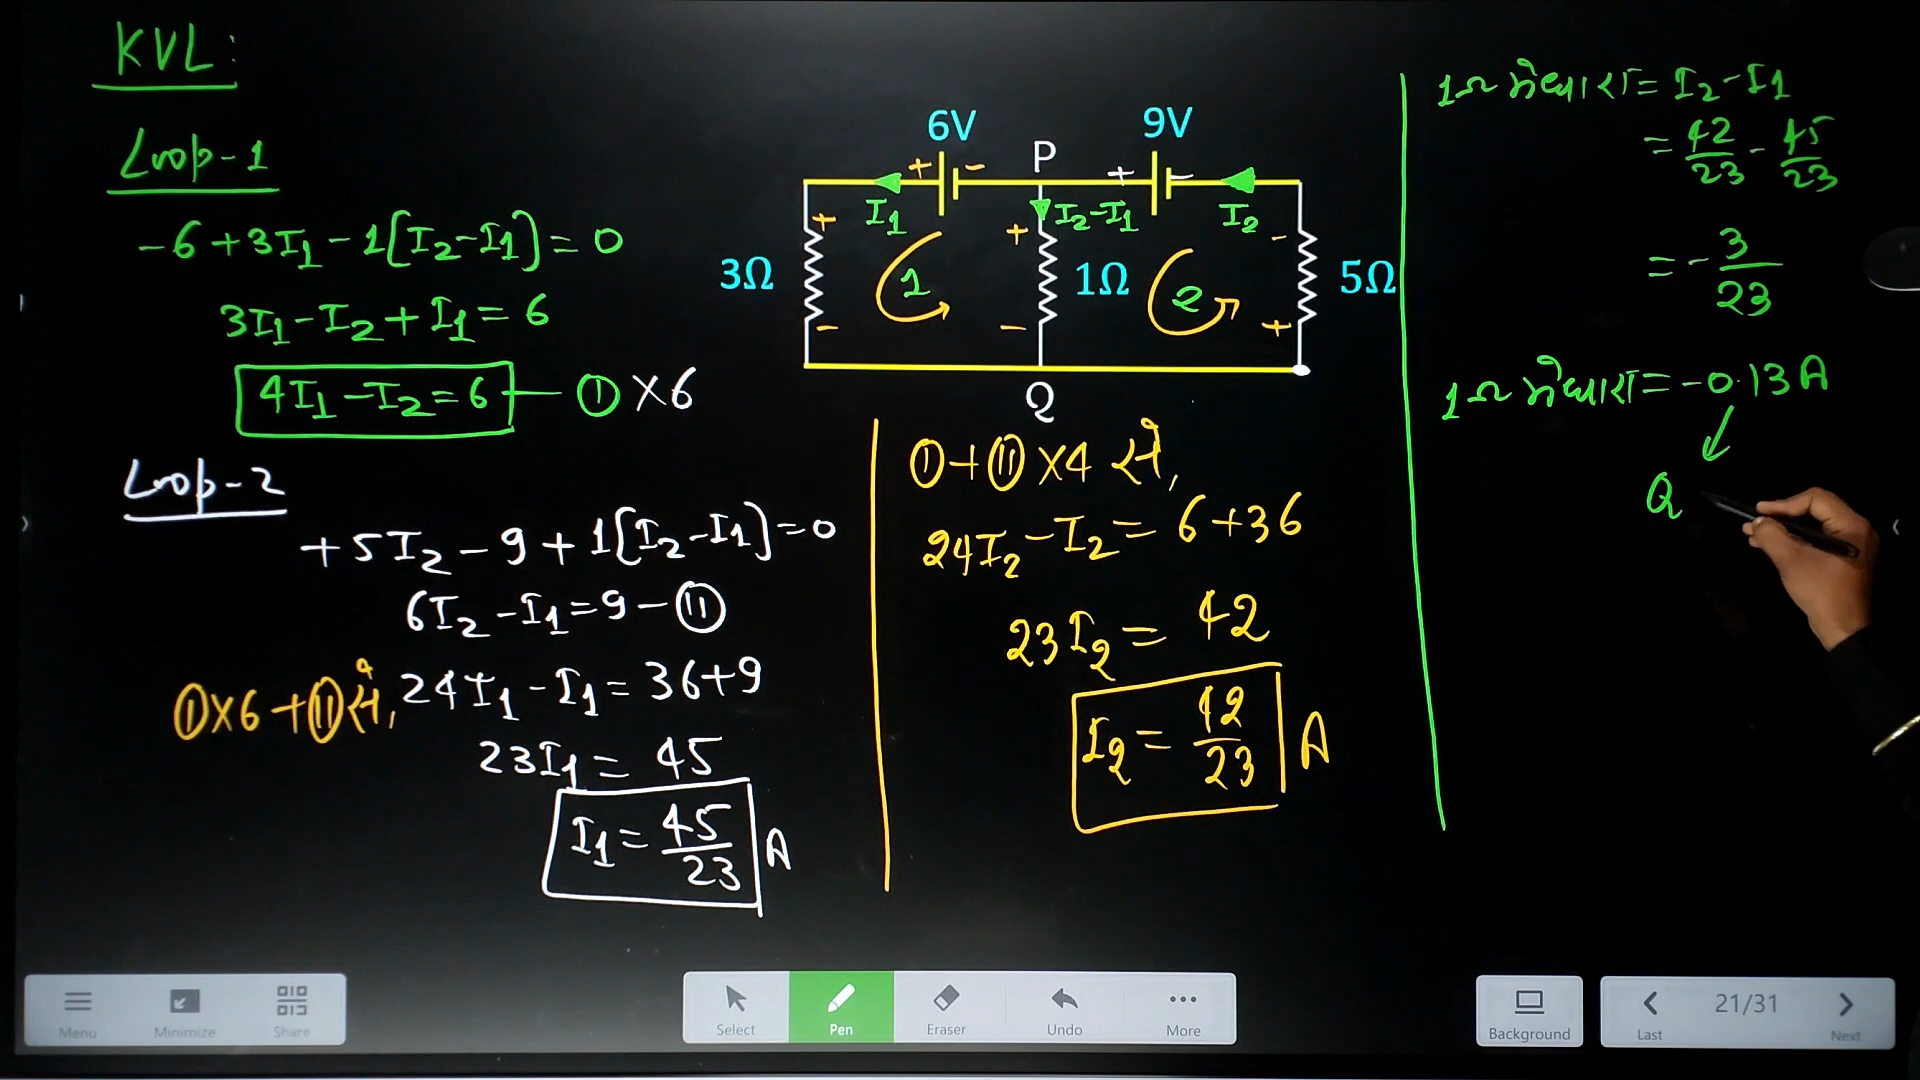 KVL:
Loop-1
-6+3I₁-1[I₂-I₁]=0
3I₁-I₂+I₁=6
4I₁-I₂=6 — ① ×6
Loop-2
+5I₂-9+1[I₂-I₁]=0
6I₂-I₁=9-⑪
①×6+⑪ से, 24I₁-I₁=36+9
23I₁=45
I₁=45/23 A
6V
9V
P
+ -
+ -
I₁
I₂-I₁
I₂
+
+
-
3Ω
1
1Ω
2
5Ω
-
-
+
Q
①+⑪×4 से,
24I₂-I₂=6+36
23I₂=42
I₂=42/23 A
1Ω में धारा=I₂-I₁
=42/23-45/23
=-3/23
1Ω में धारा=-0.13A
Q
Menu
Minimize
Share
Select
Pen
Eraser
Undo
More
Background
Last
21/31
Next